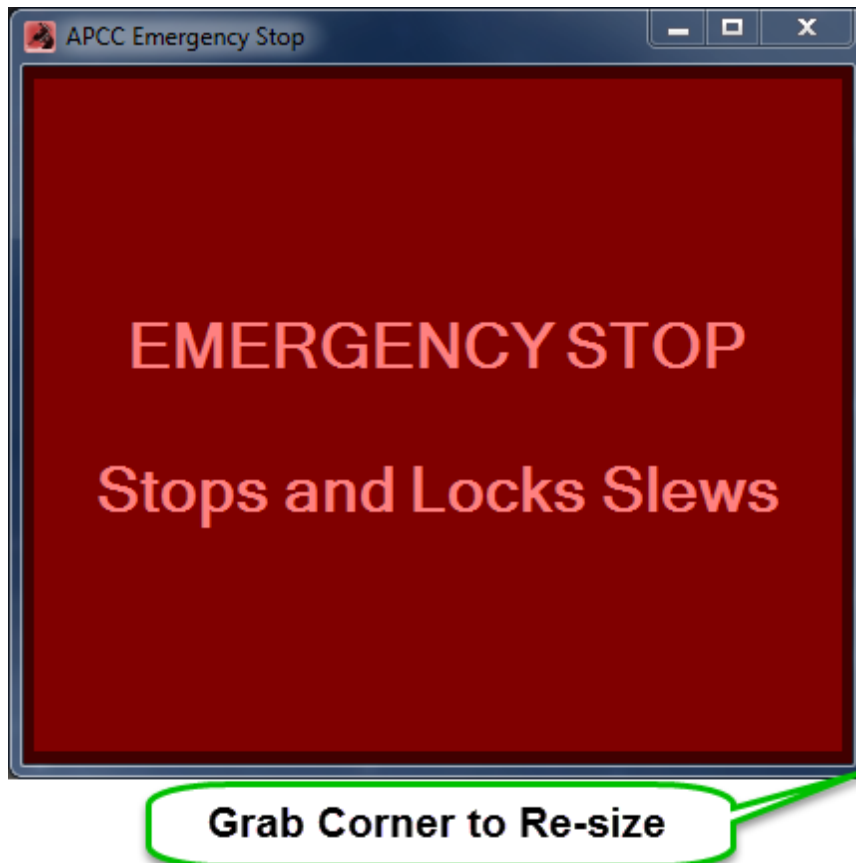 APCC Emergency Stop
EMERGENCY STOP
Stops and Locks Slews
Grab Corner to Re-size